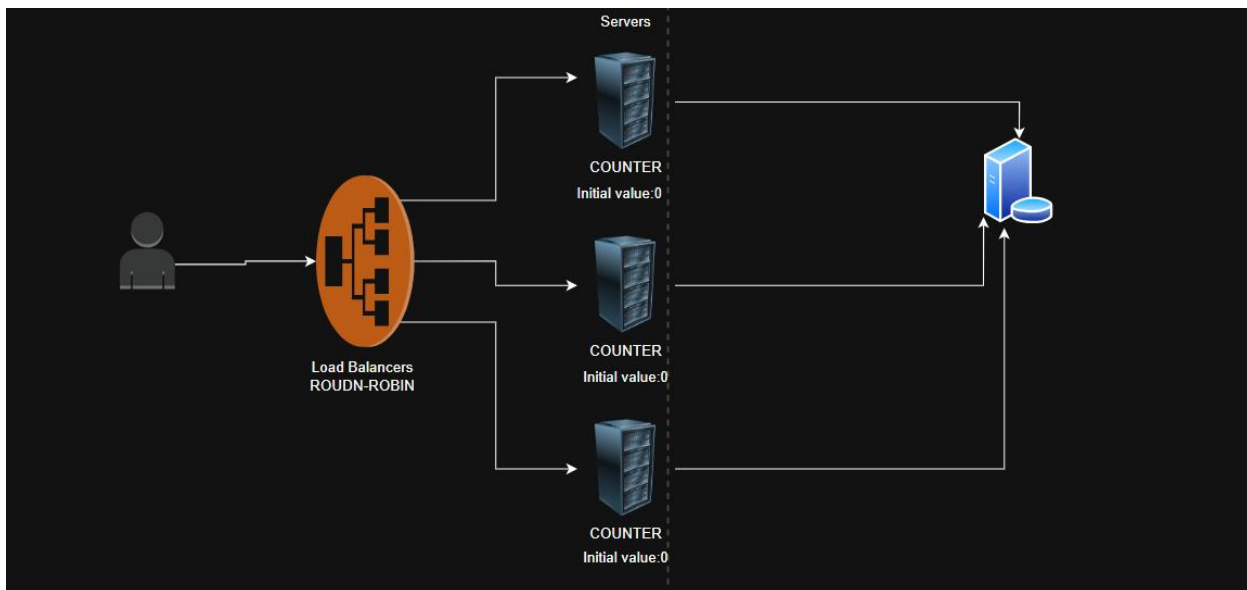 Servers
COUNTER
Initial value:0
COUNTER
Initial value:0
Load Balancers
ROUDN-ROBIN
COUNTER
Initial value:0